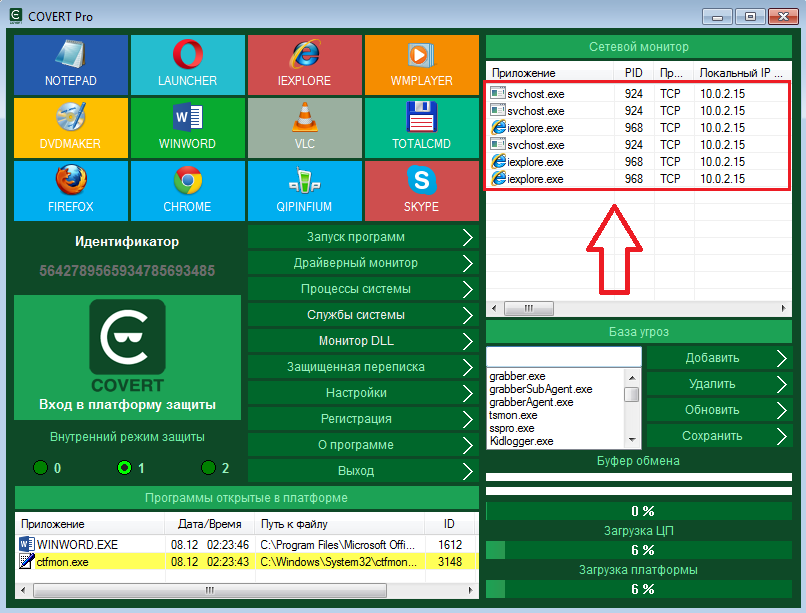 COVERT Pro
NOTEPAD
LAUNCHER
IEXPLORE
WMPLAYER
DVDMAKER
WINWORD
VLC
TOTALCMD
FIREFOX
CHROME
QIPINFIUM
SKYPE
Идентификатор
5642789565934785693485
COVERT
Вход в платформу защиты
Внутренний режим защиты
0 1 2
Запуск программ
Драйверный монитор
Процессы системы
Службы системы
Монитор DLL
Защищенная переписка
Настройки
Регистрация
О программе
Выход
Программы открытые в платформе
Приложение Дата/Время Путь к файлу ID
WINWORD.EXE 08.12 02:23:46 C:\Program Files\Microsoft Offi... 1612
ctfmon.exe 08.12 02:23:43 C:\Windows\System32\ctfmon... 3148
Сетевой монитор
Приложение PID Пр... Локальный IP ...
svchost.exe 924 TCP 10.0.2.15
svchost.exe 924 TCP 10.0.2.15
iexplore.exe 968 TCP 10.0.2.15
svchost.exe 924 TCP 10.0.2.15
iexplore.exe 968 TCP 10.0.2.15
iexplore.exe 968 TCP 10.0.2.15
База угроз
grabber.exe
grabberSubAgent.exe
grabberAgent.exe
tsmon.exe
sspro.exe
Kidlogger.exe
Добавить
Удалить
Обновить
Сохранить
Буфер обмена
0 %
Загрузка ЦП
6 %
Загрузка платформы
6 %